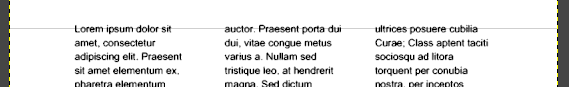 Lorem ipsum dolor sit
amet, consectetur
adipiscing elit. Praesent
sit amet elementum ex,
pharetra elementum
auctor. Praesent porta dui
dui, vitae congue metus
varius a. Nullam sed
tristique leo, at hendrerit
magna. Sed dictum
ultrices posuere cubilia
Curae; Class aptent taciti
sociosqu ad litora
torquent per conubia
nostra, per inceptos